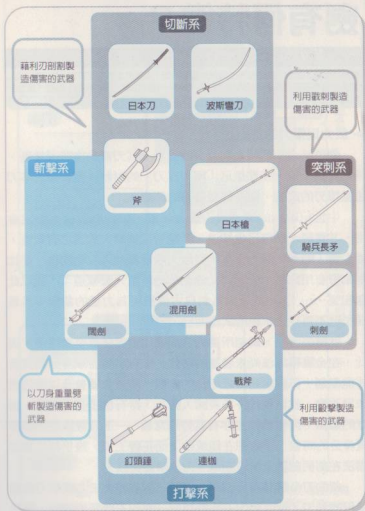 切斷系
藉利刃剖割製
造傷害的武器
日本刀
波斯彎刀
利用戳刺製造
傷害的武器
斬擊系
突刺系
斧
日本槍
騎兵長矛
混用劍
闊劍
刺劍
戰斧
以刀身重量劈
斬製造傷害的
武器
利用毆擊製造
傷害的武器
釘頭錘
連枷
打擊系